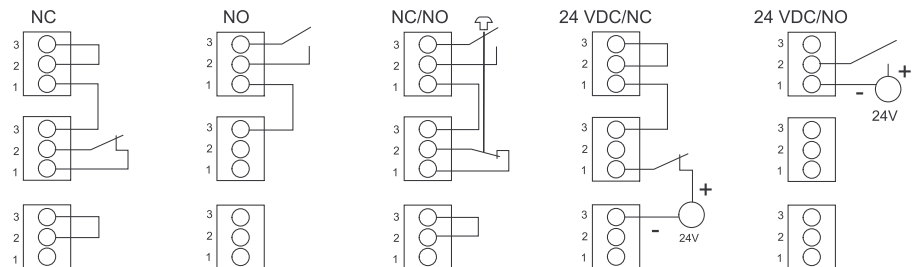 NC NO NC/NO 24 VDC/NC 24 VDC/NO
3 3 3 3 3
2 2 2 2 2 +
1 1 1 1 1 -
24V
3 3 3 3 3
2 2 2 2 2
1 1 1 1 1
+
3 3 3 3 3
2 2 2 2 - 24V 2
1 1 1 1 1